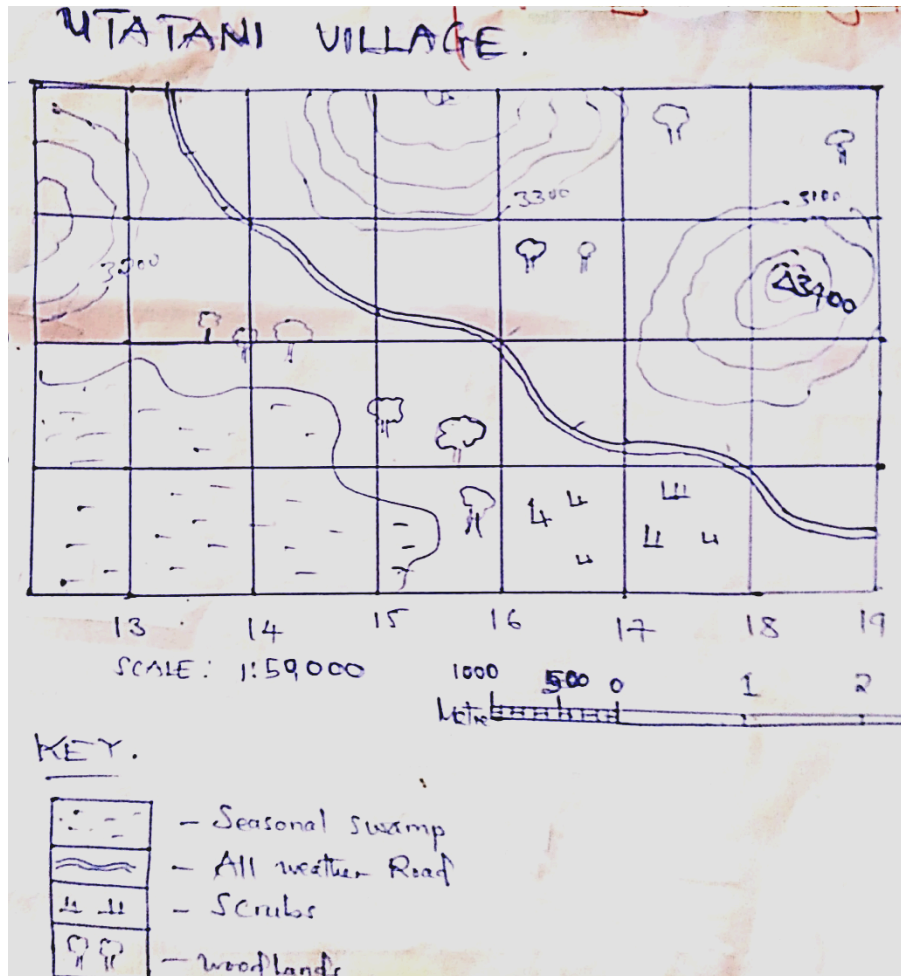 UTATANI VILLAGE.
3300
3100
3200
△3400
13 14 15 16 17 18 19
SCALE: 1:50,000
1000 500 0 1 2
Metre
KEY.
- Seasonal swamp
- All weather Road
- Scrubs
- woodlands